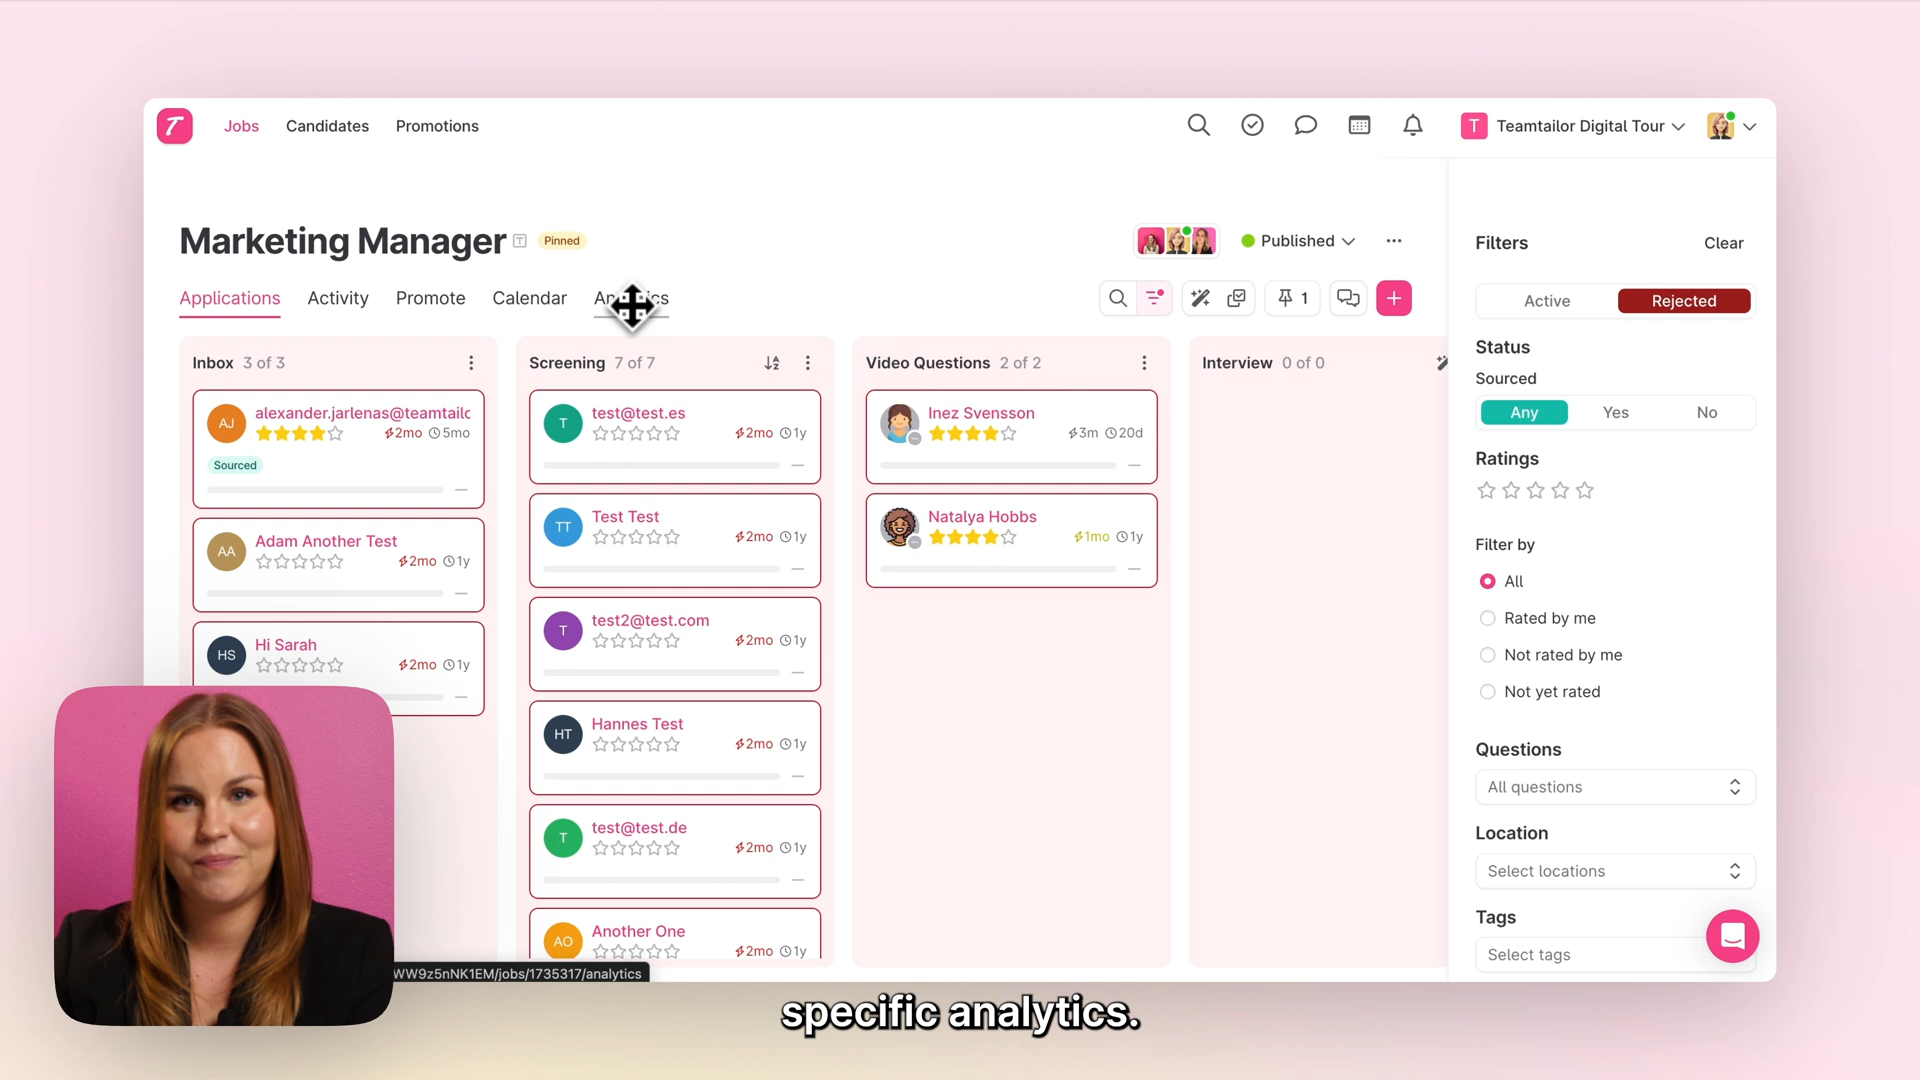 Jobs Candidates Promotions
T Teamtailor Digital Tour
Marketing Manager T Pinned
Published
Applications Activity Promote Calendar
1
Filters Clear
Active Rejected
Status
Sourced
Any Yes No
Ratings
Filter by
All
Rated by me
Not rated by me
Not yet rated
Questions
All questions
Location
Select locations
Tags
Select tags
Inbox 3 of 3
AJ alexander.jarlenas@teamtailc
2mo 5mo
Sourced
AA Adam Another Test
2mo 1y
HS Hi Sarah
2mo 1y
Screening 7 of 7
T test@test.es
2mo 1y
TT Test Test
2mo 1y
T test2@test.com
2mo 1y
HT Hannes Test
2mo 1y
T test@test.de
2mo 1y
AO Another One
2mo 1y
Video Questions 2 of 2
Inez Svensson
3m 20d
Natalya Hobbs
1mo 1y
Interview 0 of 0
WW9z5nNK1EM/jobs/1735317/analytics
specific analytics.